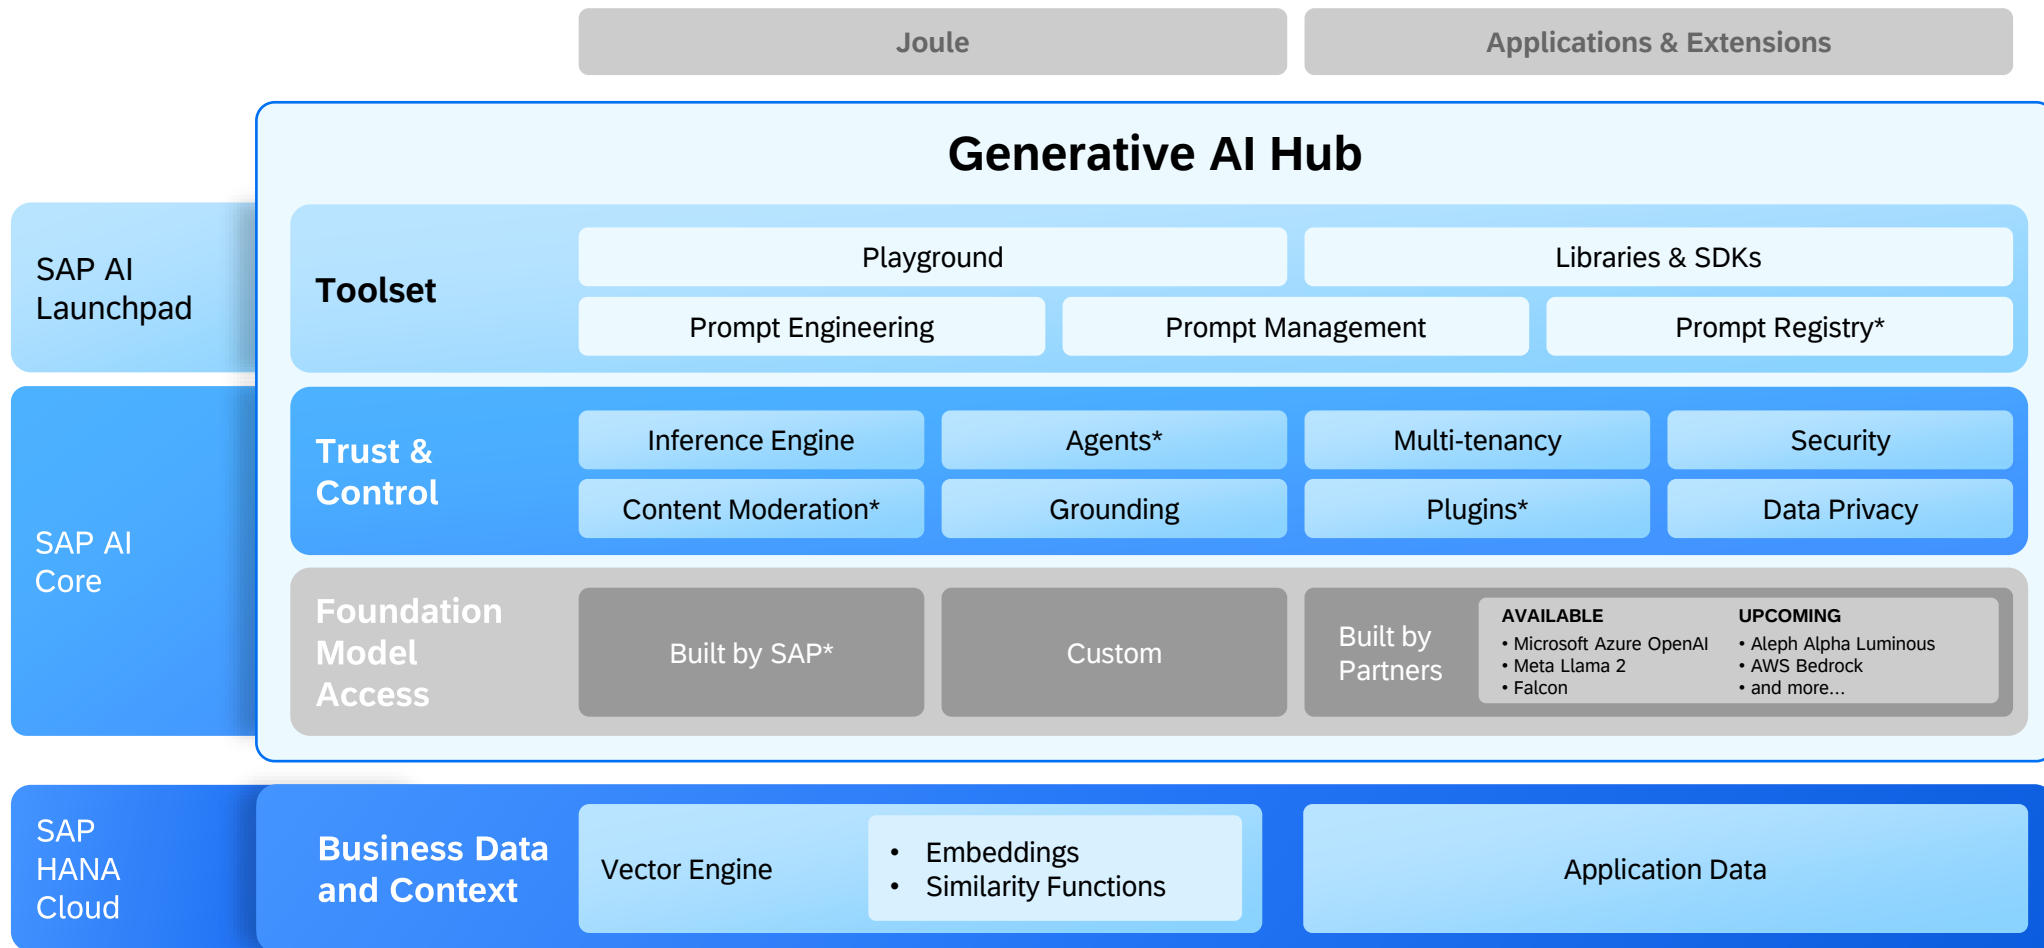 Joule
Applications & Extensions
Generative AI Hub
SAP AI
Launchpad
Toolset
Playground
Libraries & SDKs
Prompt Engineering
Prompt Management
Prompt Registry*
SAP AI
Core
Trust &
Control
Inference Engine
Agents*
Multi-tenancy
Security
Content Moderation*
Grounding
Plugins*
Data Privacy
Foundation
Model
Access
Built by SAP*
Custom
Built by
Partners
AVAILABLE
• Microsoft Azure OpenAI
• Meta Llama 2
• Falcon
UPCOMING
• Aleph Alpha Luminous
• AWS Bedrock
• and more...
SAP
HANA
Cloud
Business Data
and Context
Vector Engine
• Embeddings
• Similarity Functions
Application Data